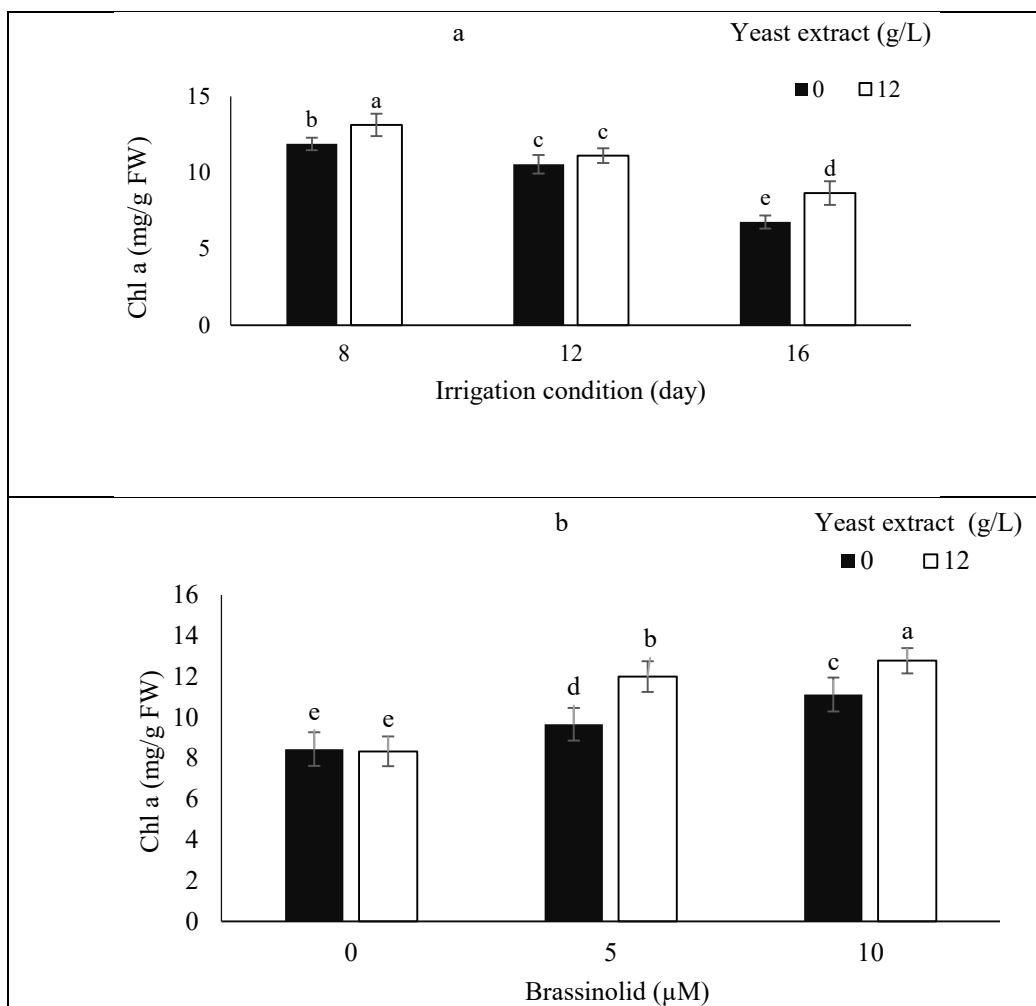 a
Yeast extract (g/L)
0 12
Chl a (mg/g FW)
15
10
5
0
b a c c e d
8 12 16
Irrigation condition (day)
b
Yeast extract (g/L)
0 12
Chl a (mg/g FW)
16
14
12
10
8
6
4
2
0
e e d b c a
0 5 10
Brassinolid (µM)